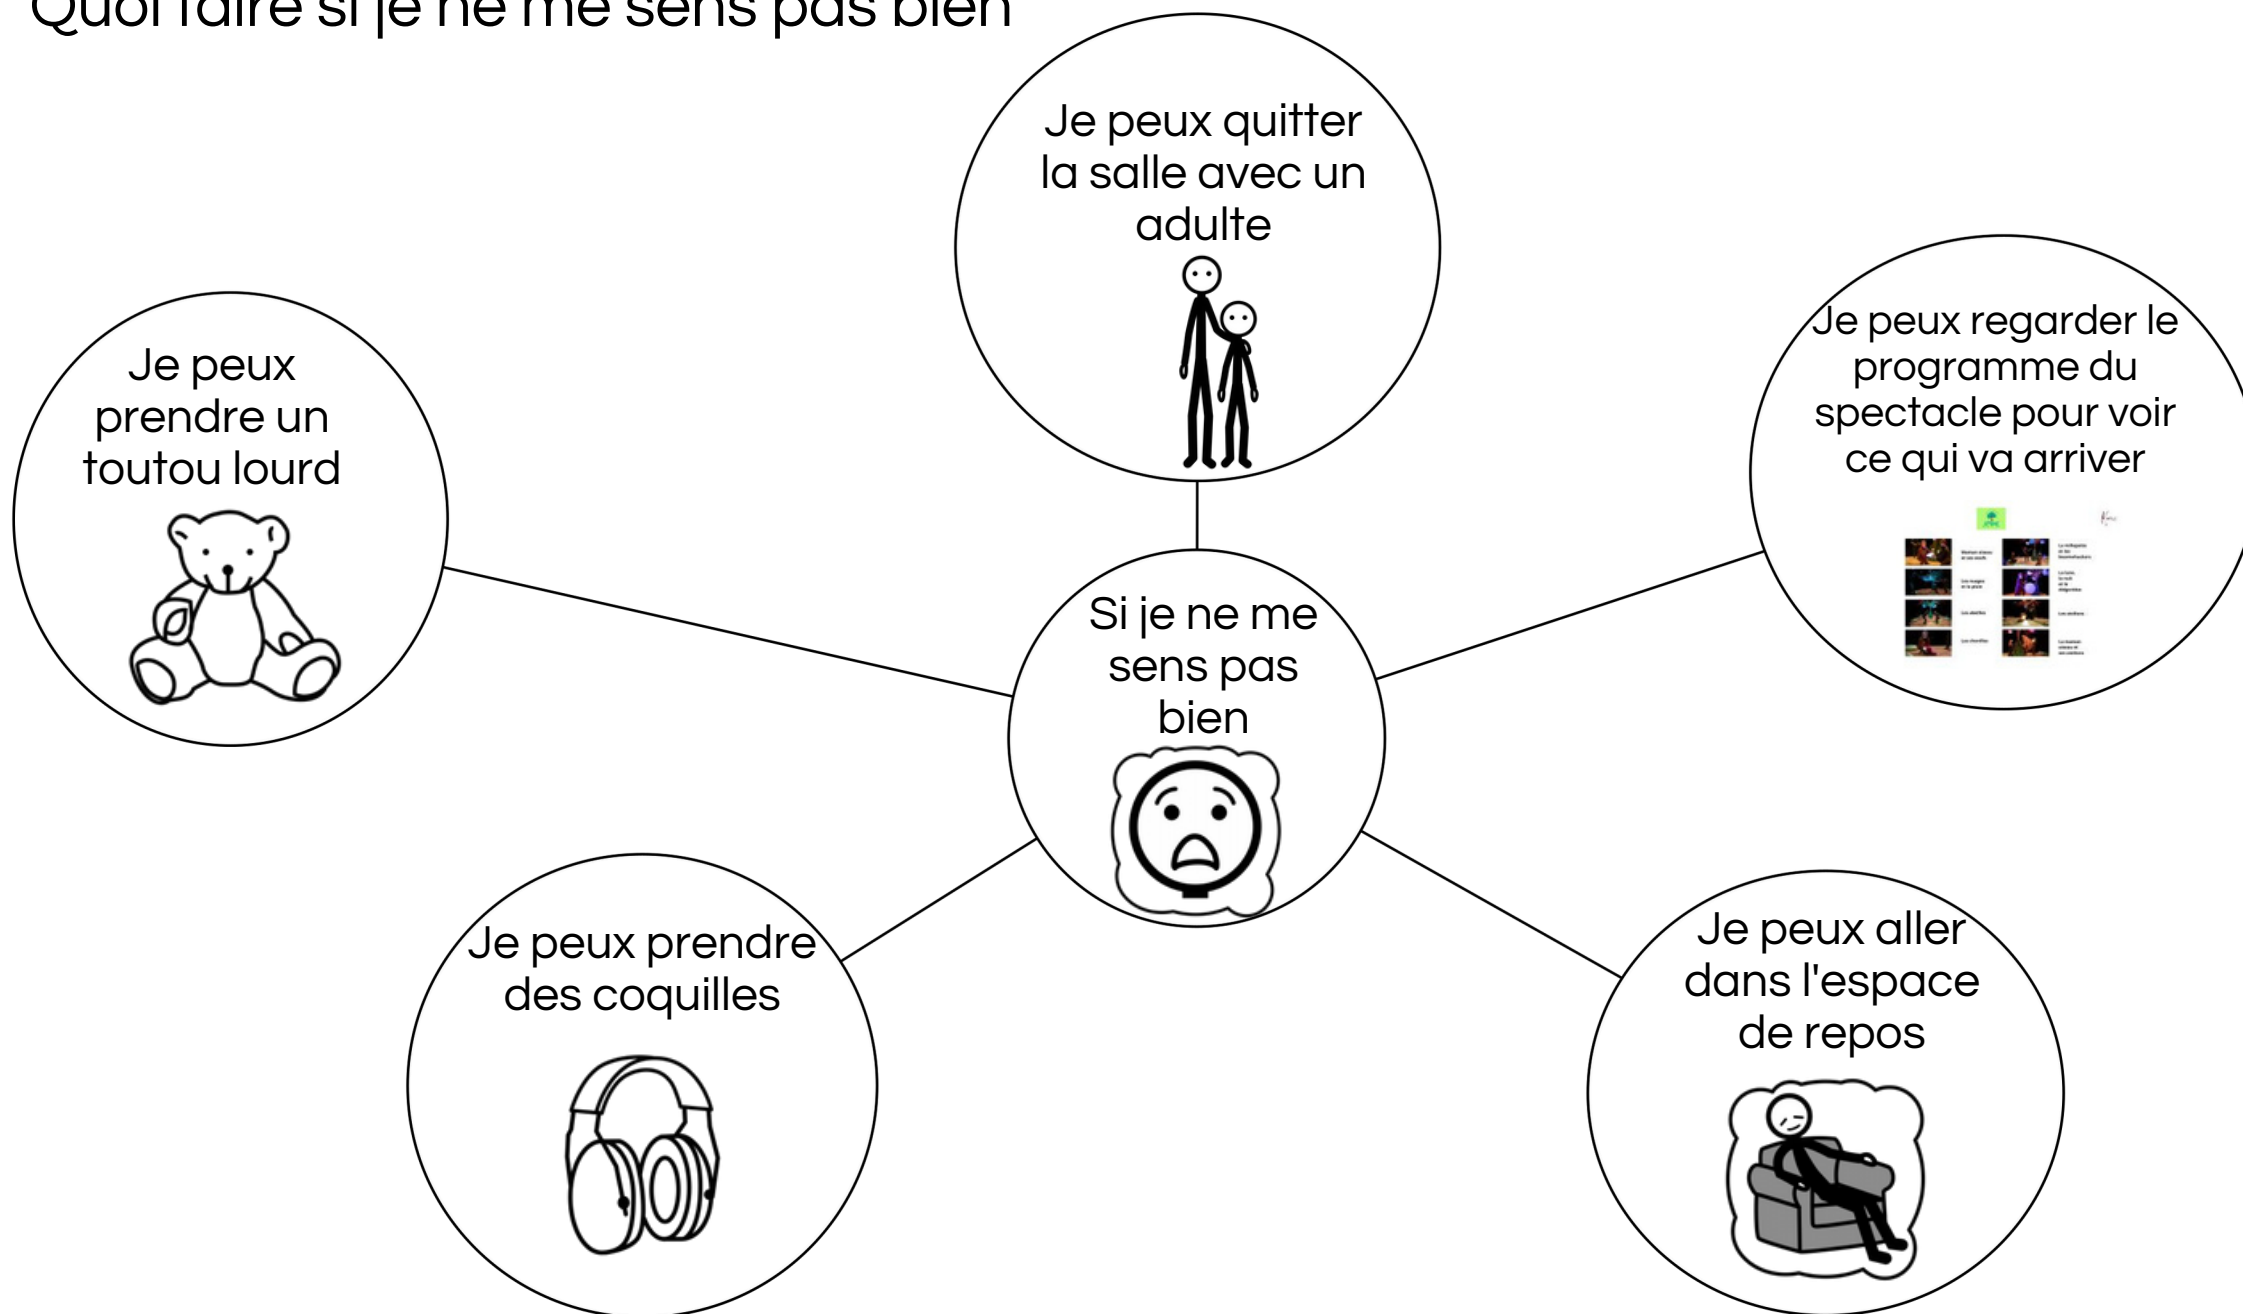 Quoi faire si je ne me sens pas bien
Je peux quitter
la salle avec un
adulte
Je peux regarder le
programme du
spectacle pour voir
ce qui va arriver
Je peux
prendre un
toutou lourd
Si je ne me
sens pas
bien
Je peux prendre
des coquilles
Je peux aller
dans l'espace
de repos